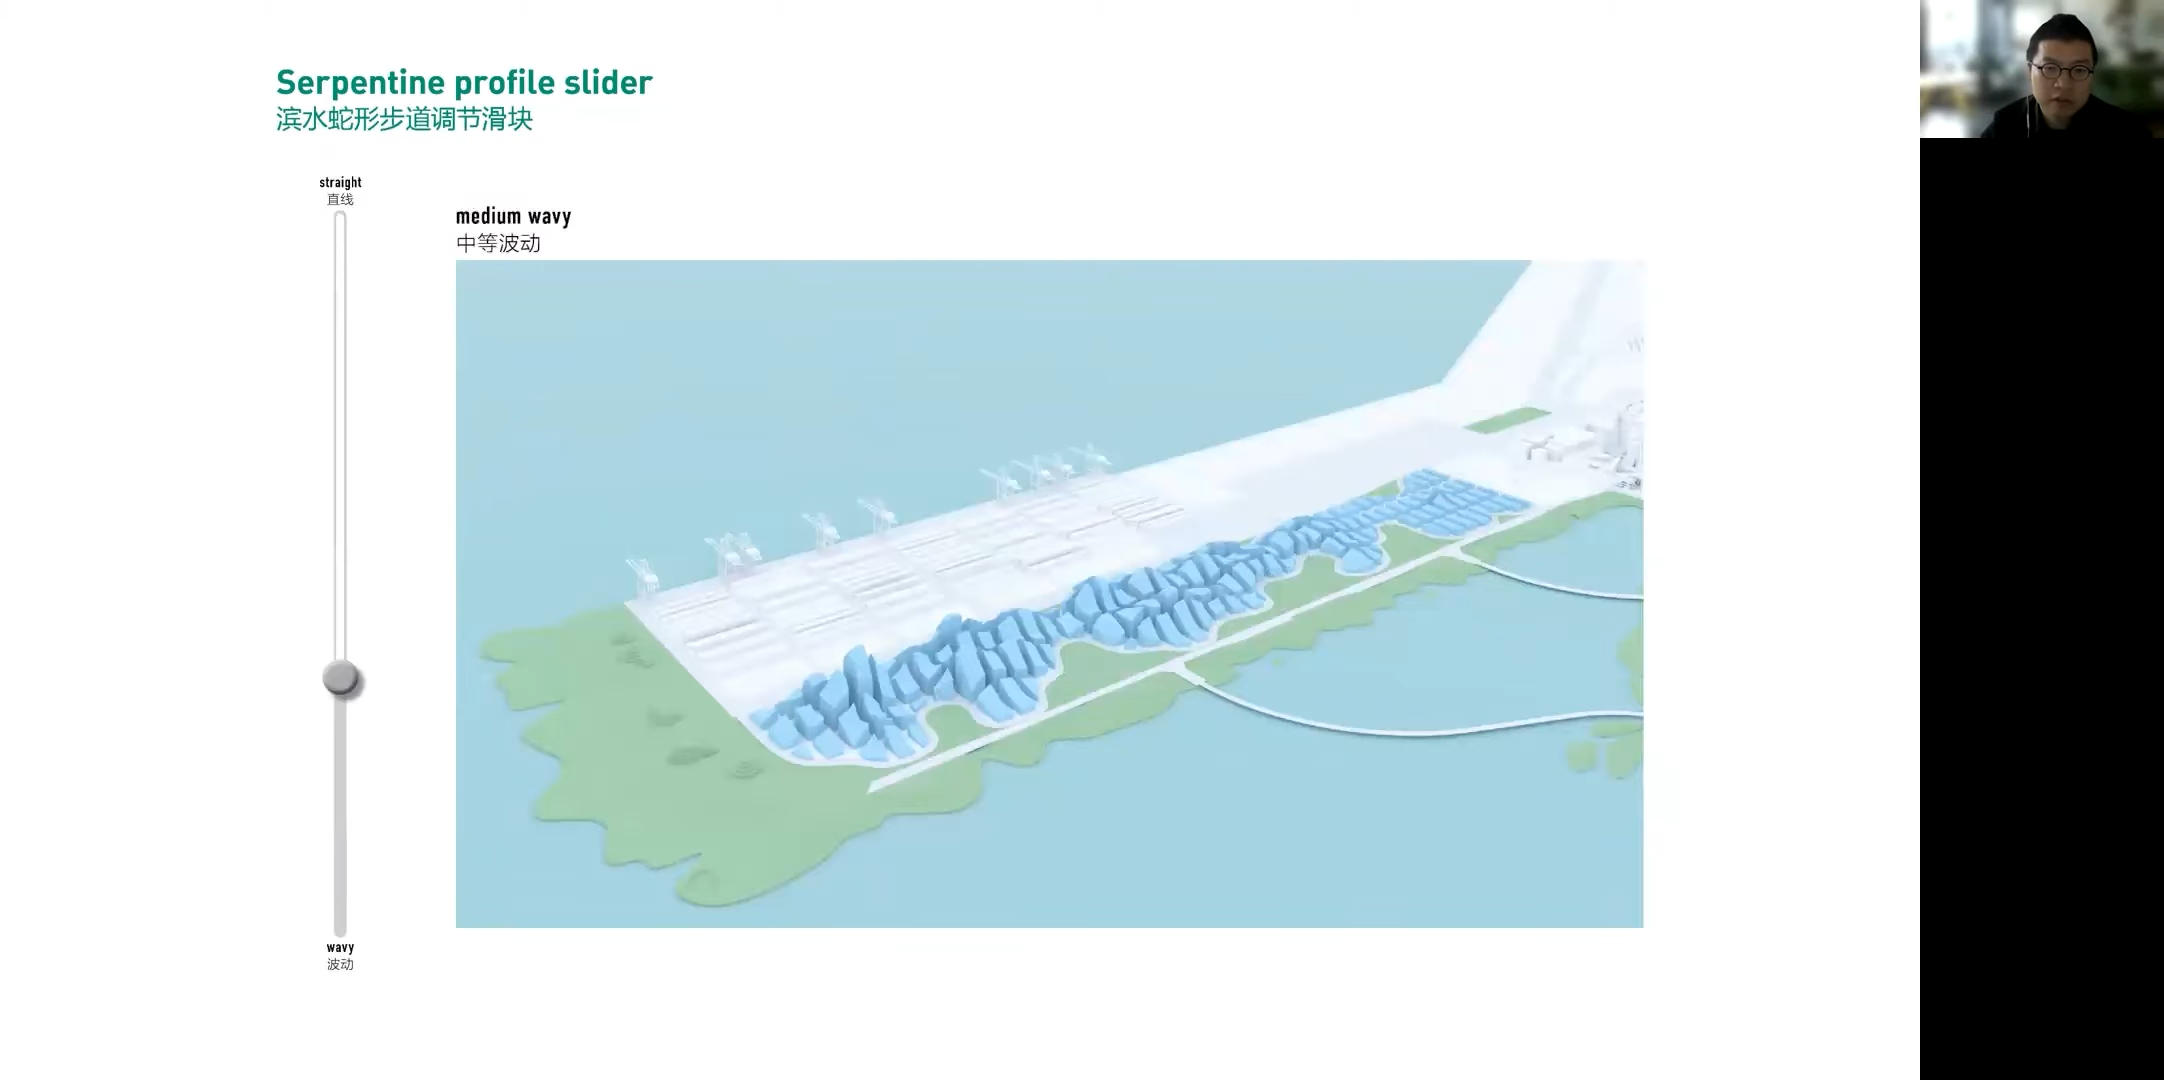 Serpentine profile slider
滨水蛇形步道调节滑块
straight
直线
medium wavy
中等波动
wavy
波动